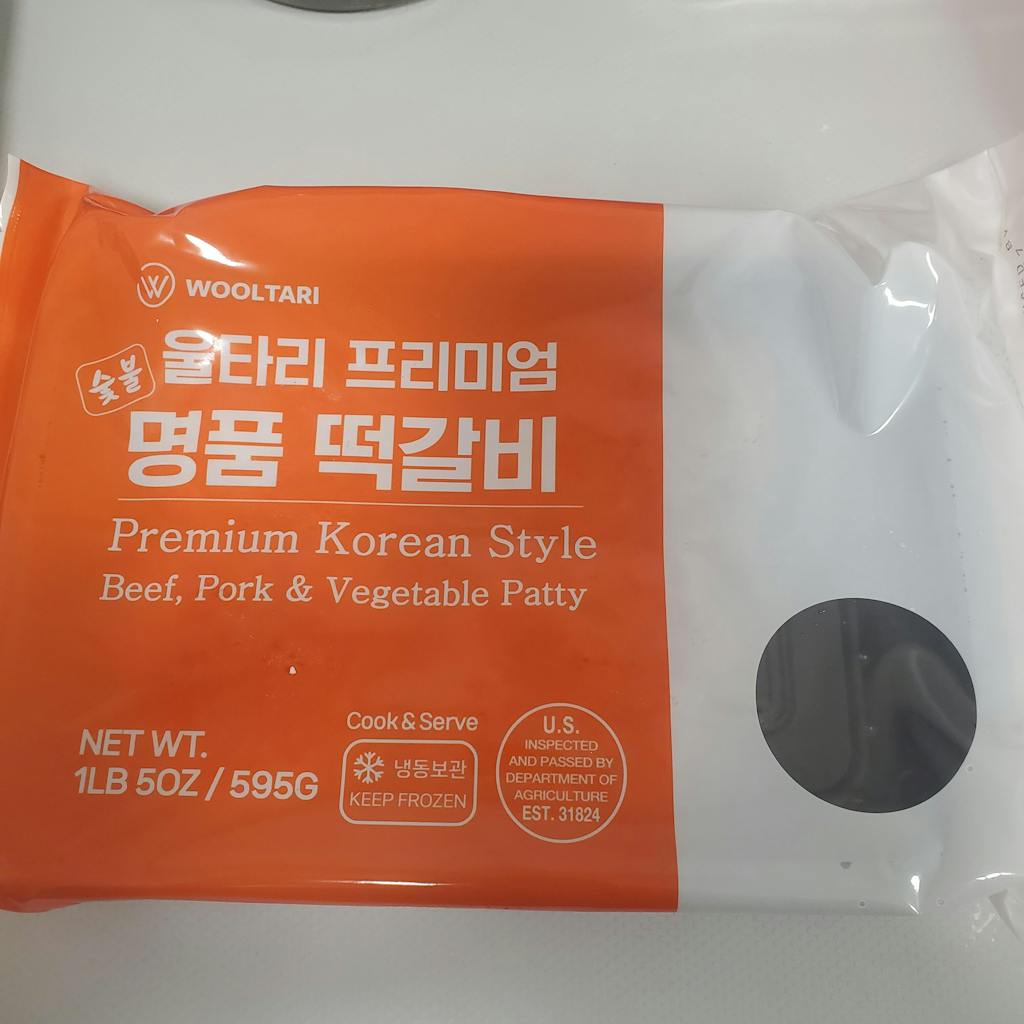 WOOLTARI
숯불
울타리 프리미엄
명품 떡갈비
Premium Korean Style
Beef, Pork & Vegetable Patty
NET WT.
1LB 5OZ / 595G
Cook & Serve
냉동보관
KEEP FROZEN
U.S.
INSPECTED
AND PASSED BY
DEPARTMENT OF
AGRICULTURE
EST. 31824